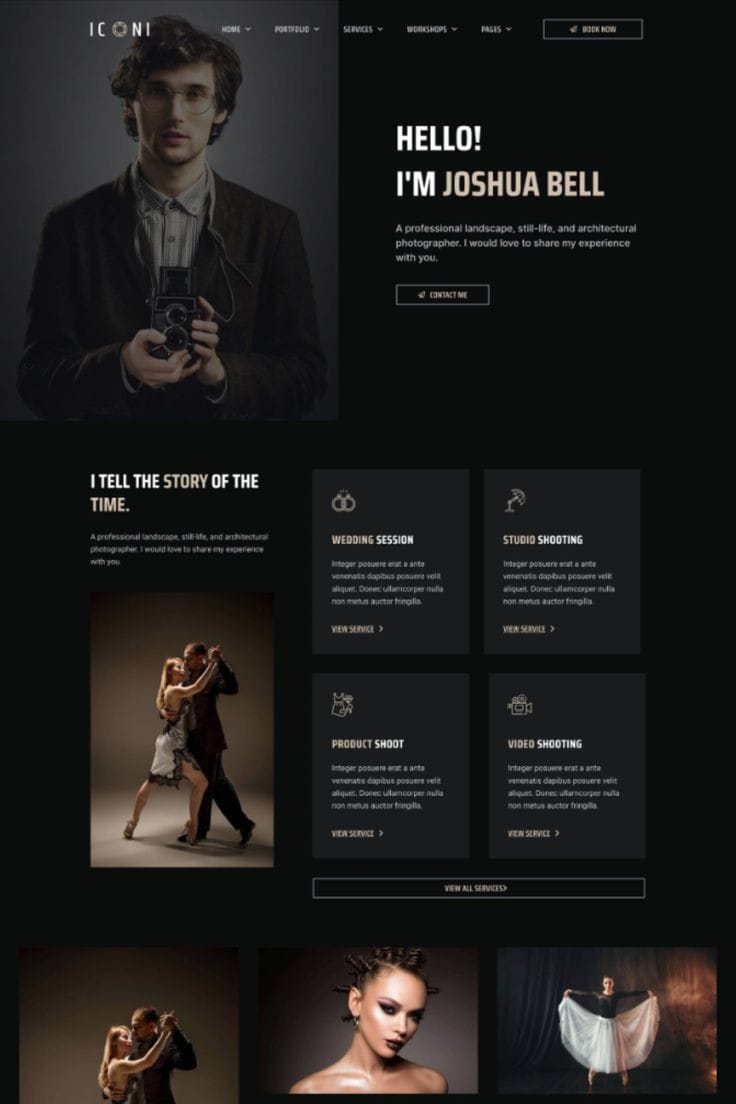 ICONI
HOME
PORTFOLIO
SERVICES
WORKSHOPS
PAGES
BOOK NOW
HELLO!
I'M JOSHUA BELL
A professional landscape, still-life, and architectural
photographer. I would love to share my experience
with you.
CONTACT ME
I TELL THE STORY OF THE
TIME.
A professional landscape, still-life, and architectural
photographer. I would love to share my experience
with you.
WEDDING SESSION
Integer posuere erat a ante
venenatis dapibus posuere velit
aliquet. Donec ullamcorper nulla
non metus auctor fringilla.
VIEW SERVICE
STUDIO SHOOTING
Integer posuere erat a ante
venenatis dapibus posuere velit
aliquet. Donec ullamcorper nulla
non metus auctor fringilla.
VIEW SERVICE
PRODUCT SHOOT
Integer posuere erat a ante
venenatis dapibus posuere velit
aliquet. Donec ullamcorper nulla
non metus auctor fringilla.
VIEW SERVICE
VIDEO SHOOTING
Integer posuere erat a ante
venenatis dapibus posuere velit
aliquet. Donec ullamcorper nulla
non metus auctor fringilla.
VIEW SERVICE
VIEW ALL SERVICES